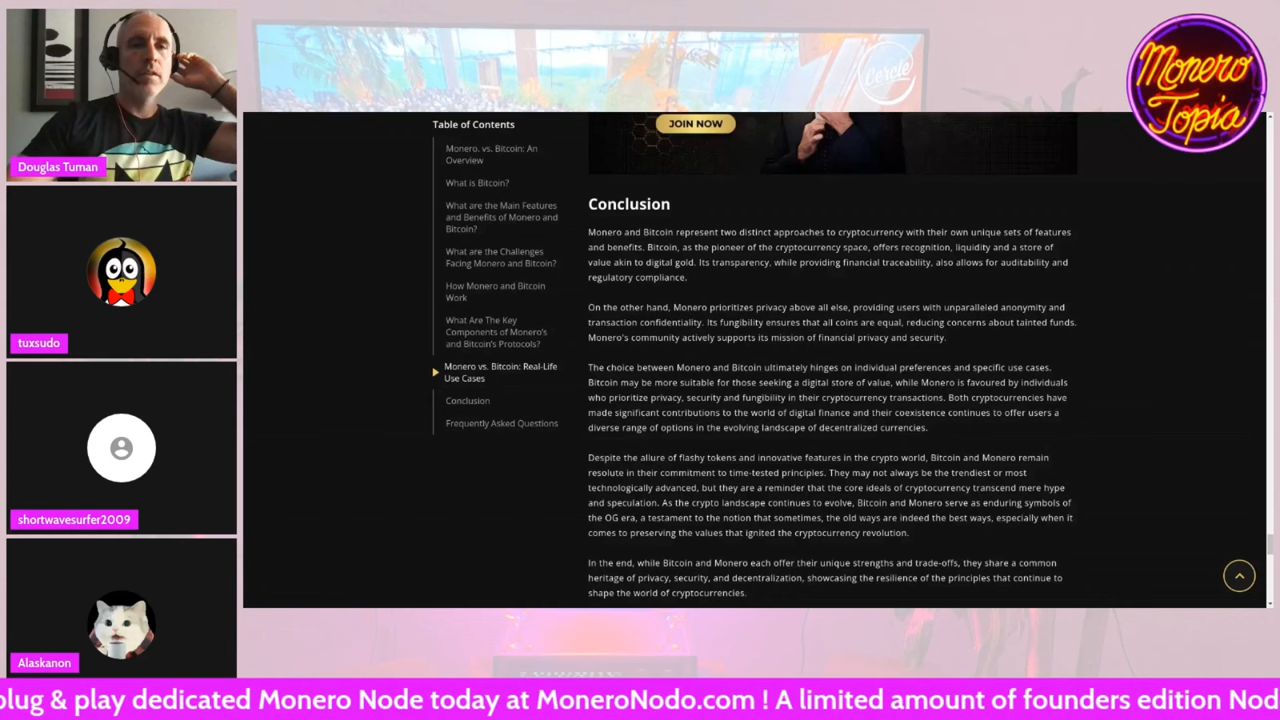 Cercle
Monero
Topia
Douglas Tuman
tuxsudo
shortwavesurfer2009
Alaskanon
Table of Contents
Monero. vs. Bitcoin: An
Overview
What is Bitcoin?
What are the Main Features
and Benefits of Monero and
Bitcoin?
What are the Challenges
Facing Monero and Bitcoin?
How Monero and Bitcoin
Work
What Are The Key
Components of Monero's
and Bitcoin's Protocols?
Monero vs. Bitcoin: Real-Life
Use Cases
Conclusion
Frequently Asked Questions
JOIN NOW
Conclusion
Monero and Bitcoin represent two distinct approaches to cryptocurrency with their own unique sets of features
and benefits. Bitcoin, as the pioneer of the cryptocurrency space, offers recognition, liquidity and a store of
value akin to digital gold. Its transparency, while providing financial traceability, also allows for auditability and
regulatory compliance.
On the other hand, Monero prioritizes privacy above all else, providing users with unparalleled anonymity and
transaction confidentiality. Its fungibility ensures that all coins are equal, reducing concerns about tainted funds.
Monero's community actively supports its mission of financial privacy and security.
The choice between Monero and Bitcoin ultimately hinges on individual preferences and specific use cases.
Bitcoin may be more suitable for those seeking a digital store of value, while Monero is favoured by individuals
who prioritize privacy, security and fungibility in their cryptocurrency transactions. Both cryptocurrencies have
made significant contributions to the world of digital finance and their coexistence continues to offer users a
diverse range of options in the evolving landscape of decentralized currencies.
Despite the allure of flashy tokens and innovative features in the crypto world, Bitcoin and Monero remain
resolute in their commitment to time-tested principles. They may not always be the trendiest or most
technologically advanced, but they are a reminder that the core ideals of cryptocurrency transcend mere hype
and speculation. As the crypto landscape continues to evolve, Bitcoin and Monero serve as enduring symbols of
the OG era, a testament to the notion that sometimes, the old ways are indeed the best ways, especially when it
comes to preserving the values that ignited the cryptocurrency revolution.
In the end, while Bitcoin and Monero each offer their unique strengths and trade-offs, they share a common
heritage of privacy, security, and decentralization, showcasing the resilience of the principles that continue to
shape the world of cryptocurrencies.
plug & play dedicated Monero Node today at MoneroNodo.com ! A limited amount of founders edition Nod